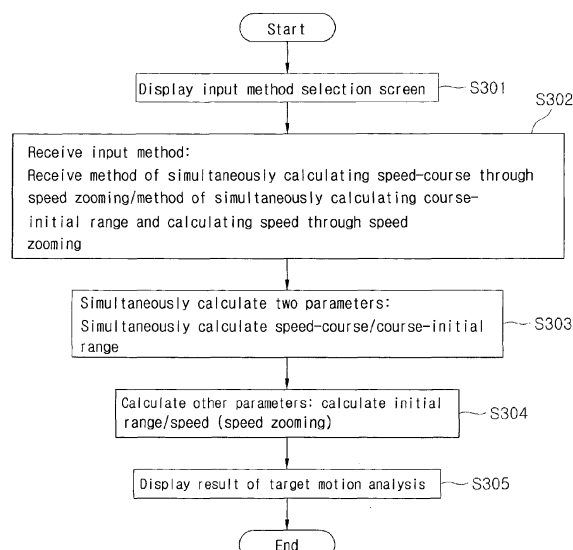 Start
Display input method selection screen
S301
S302
Receive input method:
Receive method of simultaneously calculating speed-course through
speed zooming/method of simultaneously calculating course-
initial range and calculating speed through speed
zooming
Simultaneously calculate two parameters:
Simultaneously calculate speed-course/course-initial
range
S303
Calculate other parameters: calculate initial
range/speed (speed zooming)
S304
Display result of target motion analysis
S305
End